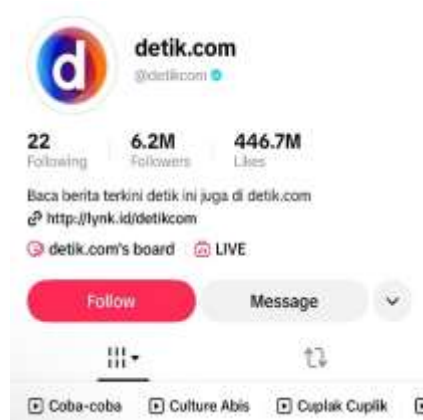 d
detik.com
@detikcom
22 6.2M 446.7M
Following Followers Likes
Baca berita terkini detik ini juga di detik.com
http://lynk.id/detikcom
detik.com's board LIVE
Follow Message
Coba-coba Culture Abis Cuplak Cuplik